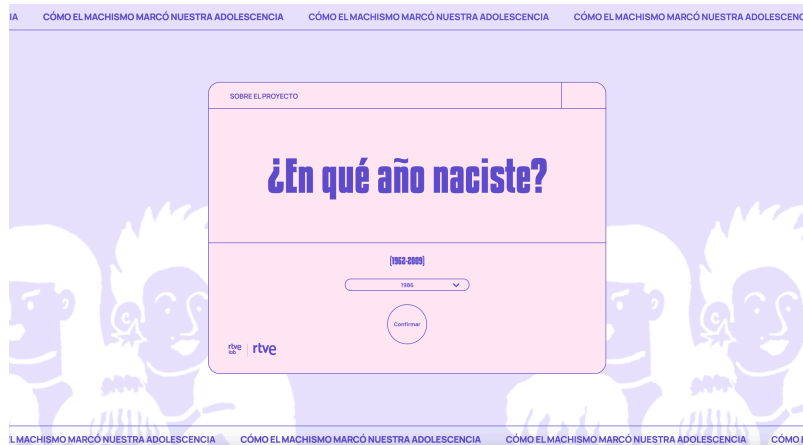 IA CÓMO EL MACHISMO MARCÓ NUESTRA ADOLESCENCIA CÓMO EL MACHISMO MARCÓ NUESTRA ADOLESCENCIA CÓMO EL MACHISMO MARCÓ NUESTRA ADOLESCENC
SOBRE EL PROYECTO
¿En qué año naciste?
(1962-2009)
1986
Confirmar
rtve lab rtve
EL MACHISMO MARCÓ NUESTRA ADOLESCENCIA CÓMO EL MACHISMO MARCÓ NUESTRA ADOLESCENCIA CÓMO EL MACHISMO MARCÓ NUESTRA ADOLESCENCIA CÓMO E